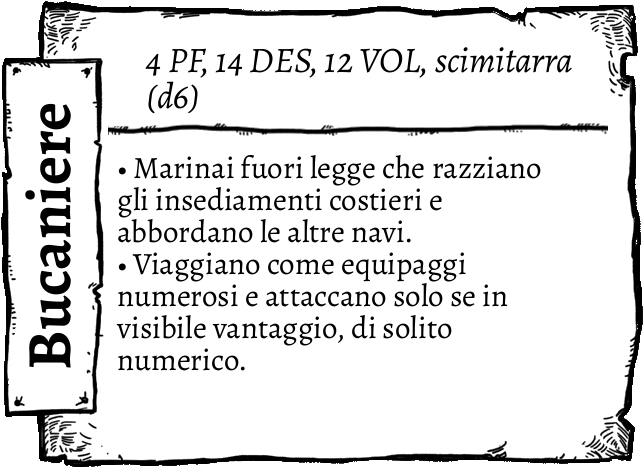 Bucaniere
4 PF, 14 DES, 12 VOL, scimitarra
(d6)
• Marinai fuori legge che razziano
gli insediamenti costieri e
abbordano le altre navi.
• Viaggiano come equipaggi
numerosi e attaccano solo se in
visibile vantaggio, di solito
numerico.